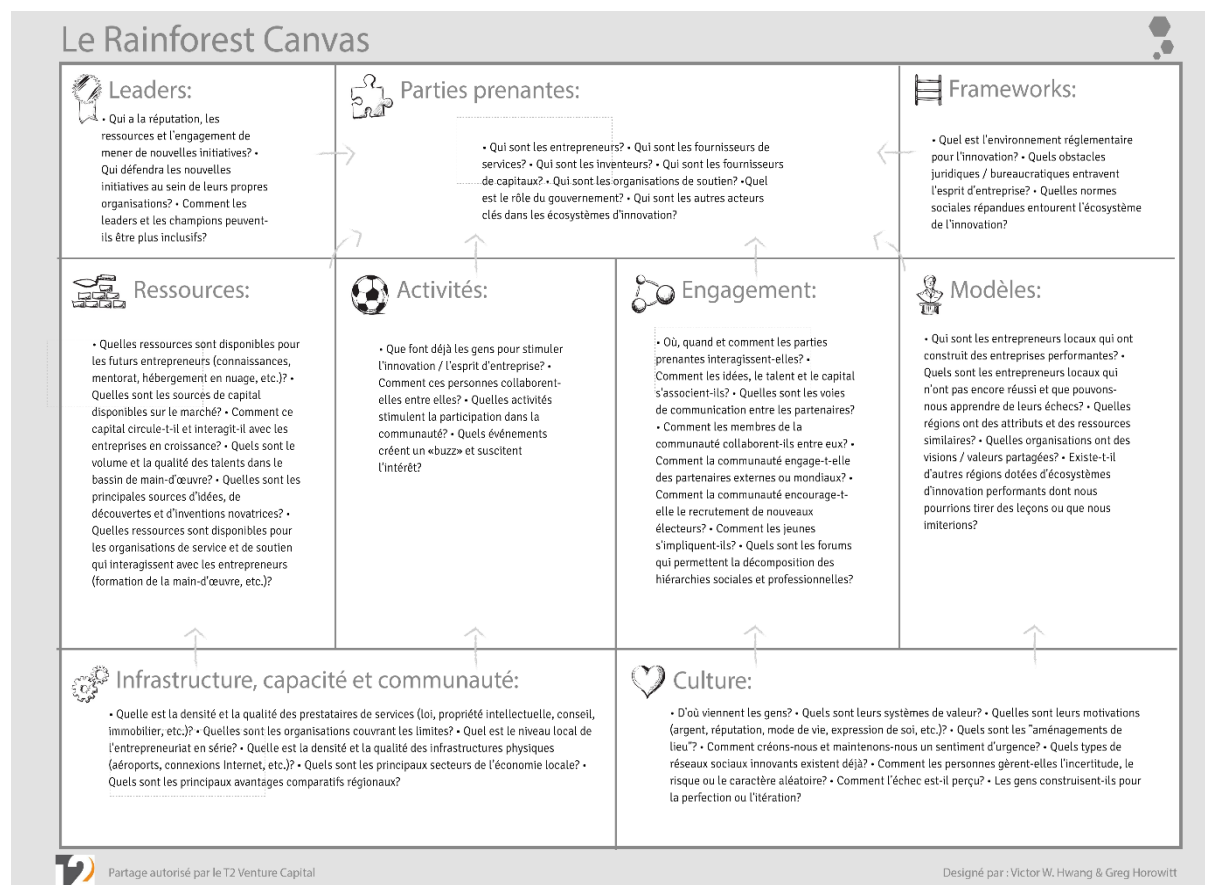 Le Rainforest Canvas
Leaders:
• Qui a la réputation, les
ressources et l'engagement de
mener de nouvelles initiatives? •
Qui défendra les nouvelles
initiatives au sein de leurs propres
organisations? • Comment les
leaders et les champions peuvent-
ils être plus inclusifs?
Parties prenantes:
• Qui sont les entrepreneurs? • Qui sont les fournisseurs de
services? • Qui sont les inventeurs? • Qui sont les fournisseurs
de capitaux? • Qui sont les organisations de soutien? •Quel
est le rôle du gouvernement? • Qui sont les autres acteurs
clés dans les écosystèmes d'innovation?
Frameworks:
• Quel est l'environnement réglementaire
pour l'innovation? • Quels obstacles
juridiques / bureaucratiques entravent
l'esprit d'entreprise? • Quelles normes
sociales répandues entourent l'écosystème
de l'innovation?
Ressources:
• Quelles ressources sont disponibles pour
les futurs entrepreneurs (connaissances,
mentorat, hébergement en nuage, etc.)? •
Quelles sont les sources de capital
disponibles sur le marché? • Comment ce
capital circule-t-il et interagit-il avec les
entreprises en croissance? • Quels sont le
volume et la qualité des talents dans le
bassin de main-d'œuvre? • Quelles sont les
principales sources d'idées, de
découvertes et d'inventions novatrices? •
Quelles ressources sont disponibles pour
les organisations de service et de soutien
qui interagissent avec les entrepreneurs
(formation de la main-d'œuvre, etc.)?
Activités:
• Que font déjà les gens pour stimuler
l'innovation / l'esprit d'entreprise? •
Comment ces personnes collaborent-
elles entre elles? • Quelles activités
stimulent la participation dans la
communauté? • Quels événements
créent un «buzz» et suscitent
l'intérêt?
Engagement:
• Où, quand et comment les parties
prenantes interagissent-elles? •
Comment les idées, le talent et le capital
s'associent-ils? • Quelles sont les voies
de communication entre les partenaires?
• Comment les membres de la
communauté collaborent-ils entre eux? •
Comment la communauté engage-t-elle
des partenaires externes ou mondiaux? •
Comment la communauté encourage-t-
elle le recrutement de nouveaux
électeurs? • Comment les jeunes
s'impliquent-ils? • Quels sont les forums
qui permettent la décomposition des
hiérarchies sociales et professionnelles?
Modèles:
• Qui sont les entrepreneurs locaux qui ont
construit des entreprises performantes? •
Quels sont les entrepreneurs locaux qui
n'ont pas encore réussi et que pouvons-
nous apprendre de leurs échecs? • Quelles
régions ont des attributs et des ressources
similaires? • Quelles organisations ont des
visions / valeurs partagées? • Existe-t-il
d'autres régions dotées d'écosystèmes
d'innovation performants dont nous
pourrions tirer des leçons ou que nous
imiterions?
Infrastructure, capacité et communauté:
• Quelle est la densité et la qualité des prestataires de services (loi, propriété intellectuelle, conseil,
immobilier, etc.)? • Quelles sont les organisations couvrant les limites? • Quel est le niveau local de
l'entrepreneuriat en série? • Quelle est la densité et la qualité des infrastructures physiques
(aéroports, connexions Internet, etc.)? • Quels sont les principaux secteurs de l'économie locale? •
Quels sont les principaux avantages comparatifs régionaux?
Culture:
• D'où viennent les gens? • Quels sont leurs systèmes de valeur? • Quelles sont leurs motivations
(argent, réputation, mode de vie, expression de soi, etc.)? • Quels sont les "aménagements de
lieu"? • Comment créons-nous et maintenons-nous un sentiment d'urgence? • Quels types de
réseaux sociaux innovants existent déjà? • Comment les personnes gèrent-elles l'incertitude, le
risque ou le caractère aléatoire? • Comment l'échec est-il perçu? • Les gens construisent-ils pour
la perfection ou l'itération?
T2
Partage autorisé par le T2 Venture Capital
Designé par : Victor W. Hwang & Greg Horowitt